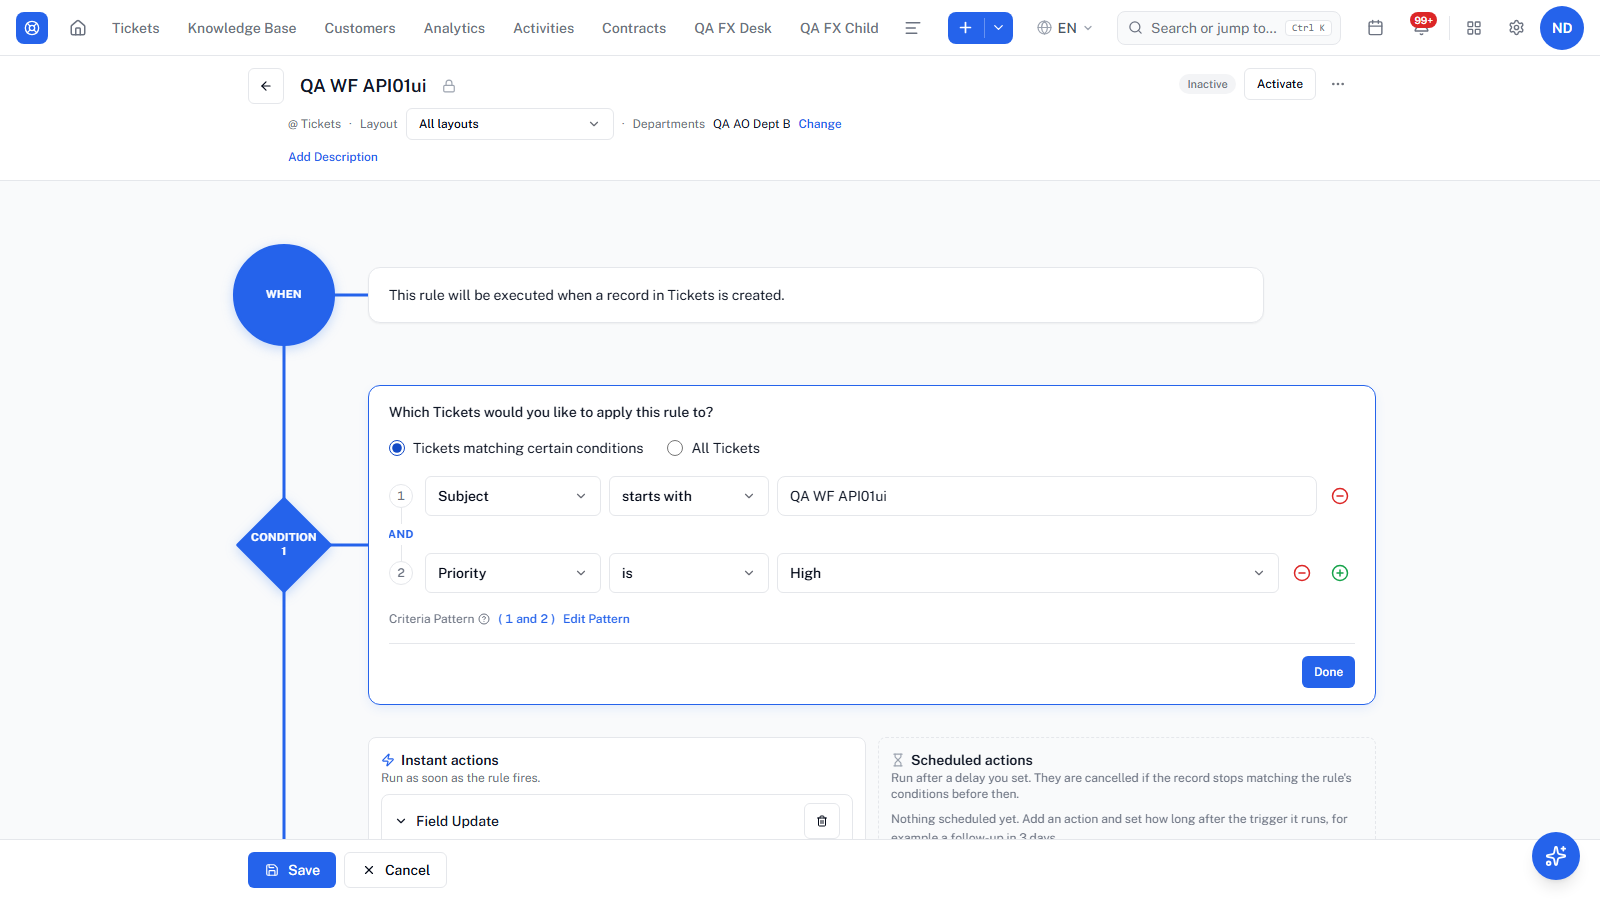 Tickets Knowledge Base Customers Analytics Activities Contracts QA FX Desk QA FX Child EN Search or jump to... Ctrl K 99+ ND
QA WF API01ui Inactive Activate
@ Tickets · Layout All layouts · Departments QA AO Dept B Change
Add Description
WHEN
This rule will be executed when a record in Tickets is created.
Which Tickets would you like to apply this rule to?
Tickets matching certain conditions All Tickets
1 Subject starts with QA WF API01ui
AND
CONDITION
1
2 Priority is High
Criteria Pattern ( 1 and 2 ) Edit Pattern
Done
Instant actions
Run as soon as the rule fires.
Field Update
Scheduled actions
Run after a delay you set. They are cancelled if the record stops matching the rule's
conditions before then.
Nothing scheduled yet. Add an action and set how long after the trigger it runs, for
example a follow-up in 3 days.
Save Cancel